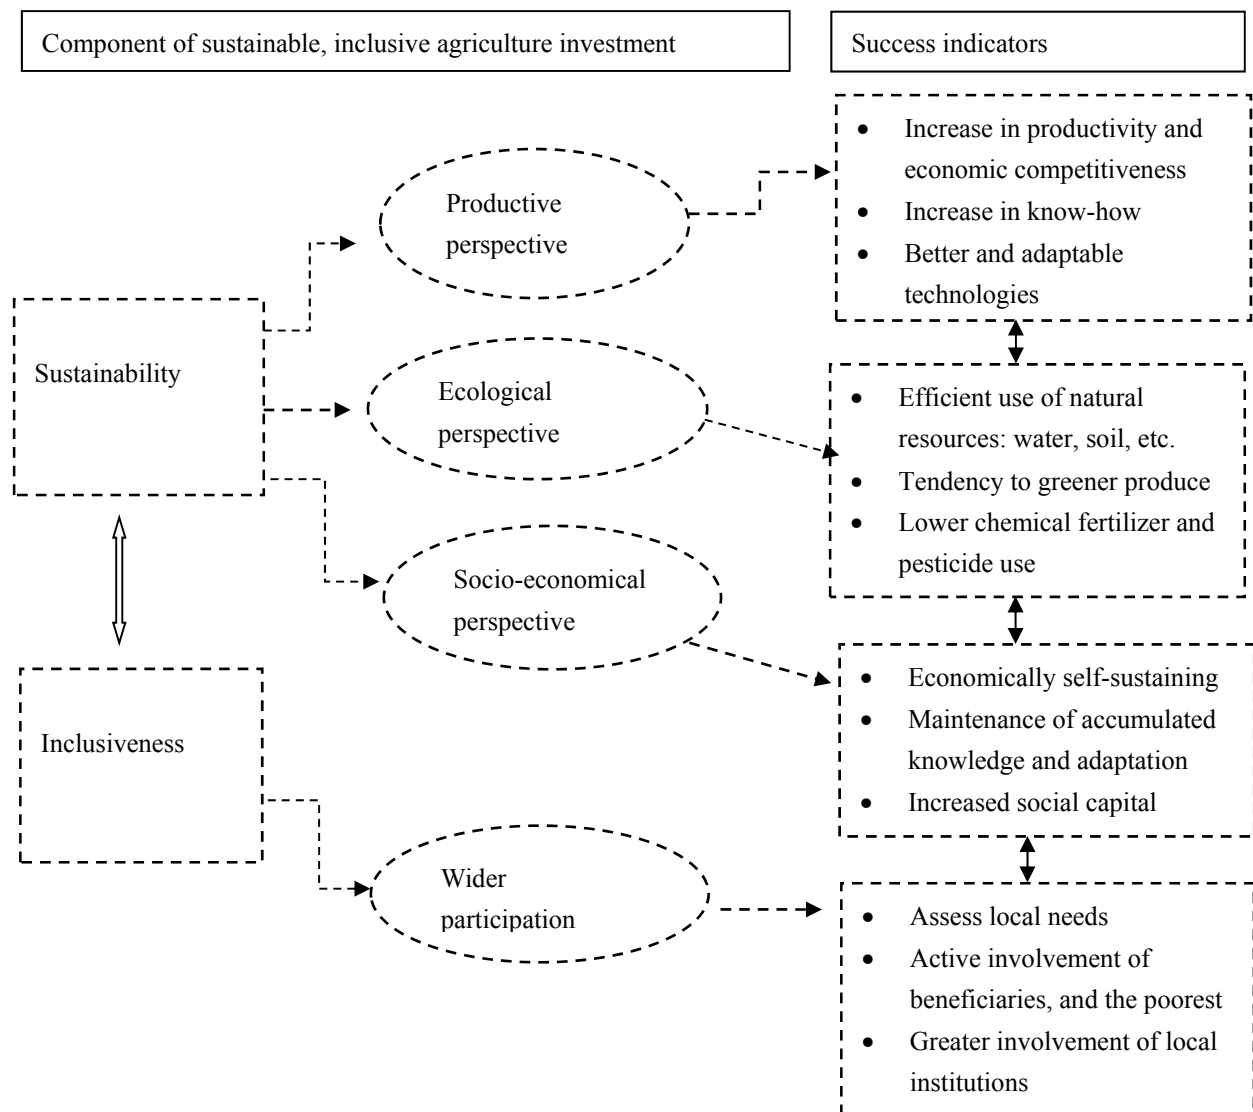 Component of sustainable, inclusive agriculture investment
Success indicators
Productive
perspective
Sustainability
Ecological
perspective
Socio-economical
perspective
Inclusiveness
Wider
participation
• Increase in productivity and
economic competitiveness
• Increase in know-how
• Better and adaptable
technologies
• Efficient use of natural
resources: water, soil, etc.
• Tendency to greener produce
• Lower chemical fertilizer and
pesticide use
• Economically self-sustaining
• Maintenance of accumulated
knowledge and adaptation
• Increased social capital
• Assess local needs
• Active involvement of
beneficiaries, and the poorest
• Greater involvement of local
institutions